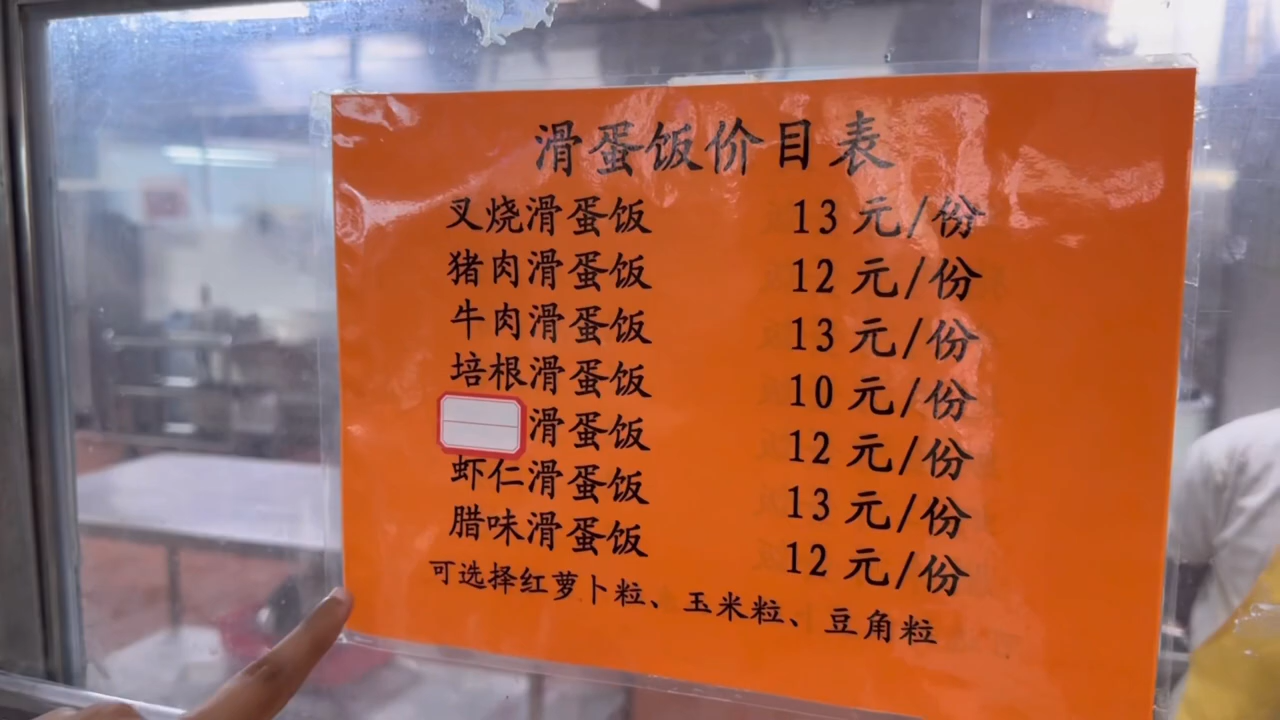 滑蛋饭价目表
叉烧滑蛋饭 13元/份
猪肉滑蛋饭 12元/份
牛肉滑蛋饭 13元/份
培根滑蛋饭 10元/份
滑蛋饭 12元/份
虾仁滑蛋饭 13元/份
腊味滑蛋饭 12元/份
可选择红萝卜粒、玉米粒、豆角粒